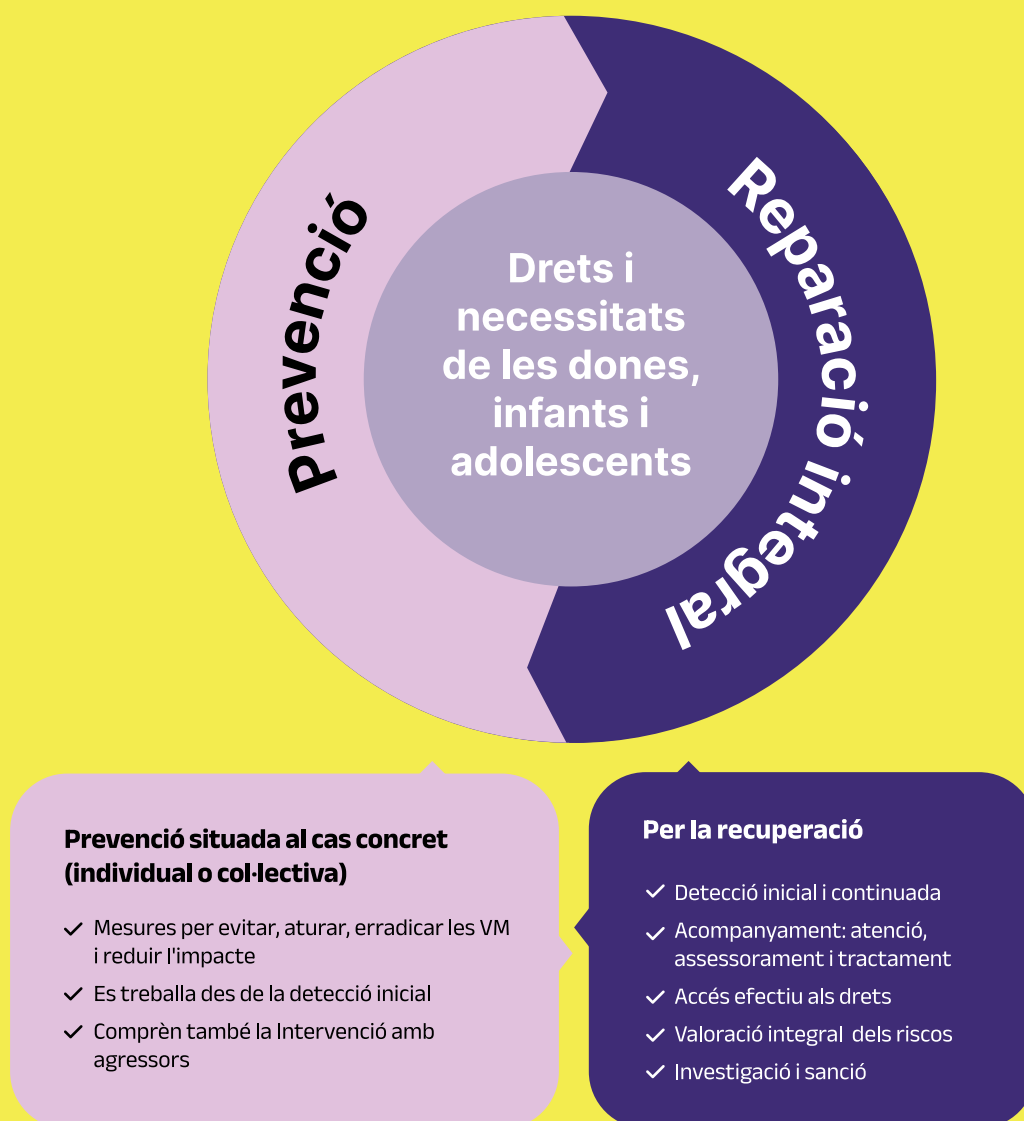 Prevenció
Reparació integral
Drets i
necessitats
de les dones,
infants i
adolescents
Prevenció situada al cas concret
(individual o col·lectiva)
Mesures per evitar, aturar, erradicar les VM
i reduir l'impacte
Es treballa des de la detecció inicial
Comprèn també la Intervenció amb
agressors
Per la recuperació
Detecció inicial i continuada
Acompanyament: atenció,
assessorament i tractament
Accés efectiu als drets
Valoració integral  dels riscos
Investigació i sanció